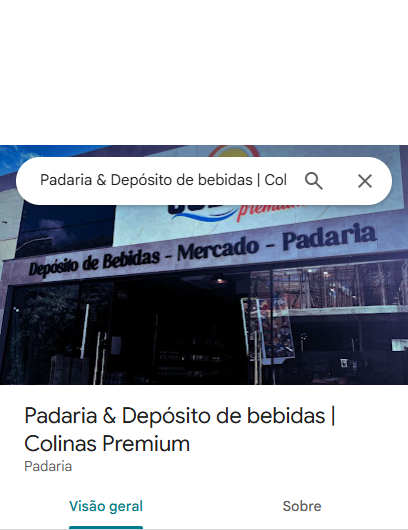 Padaria & Depósito de bebidas | Col
premium
Depósito de Bebidas - Mercado - Padaria
Padaria & Depósito de bebidas |
Colinas Premium
Padaria
Visão geral
Sobre